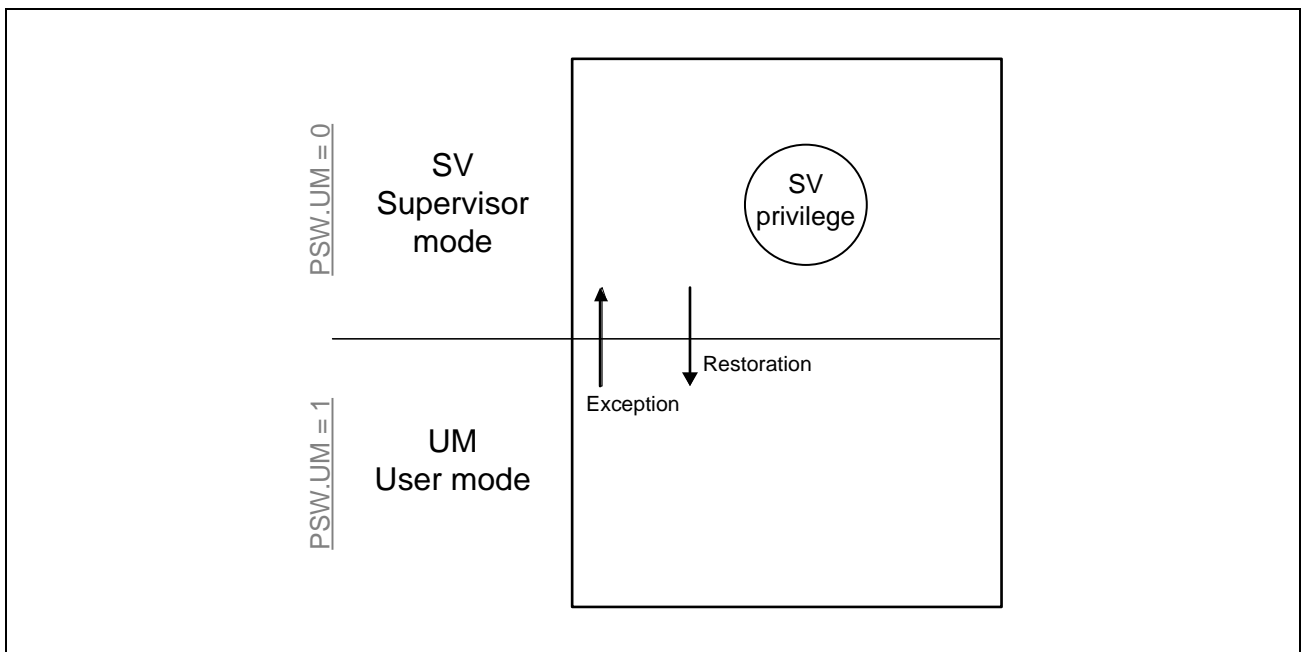 PSW.UM = 0
SV
Supervisor
mode
SV
privilege
Restoration
Exception
PSW.UM = 1
UM
User mode